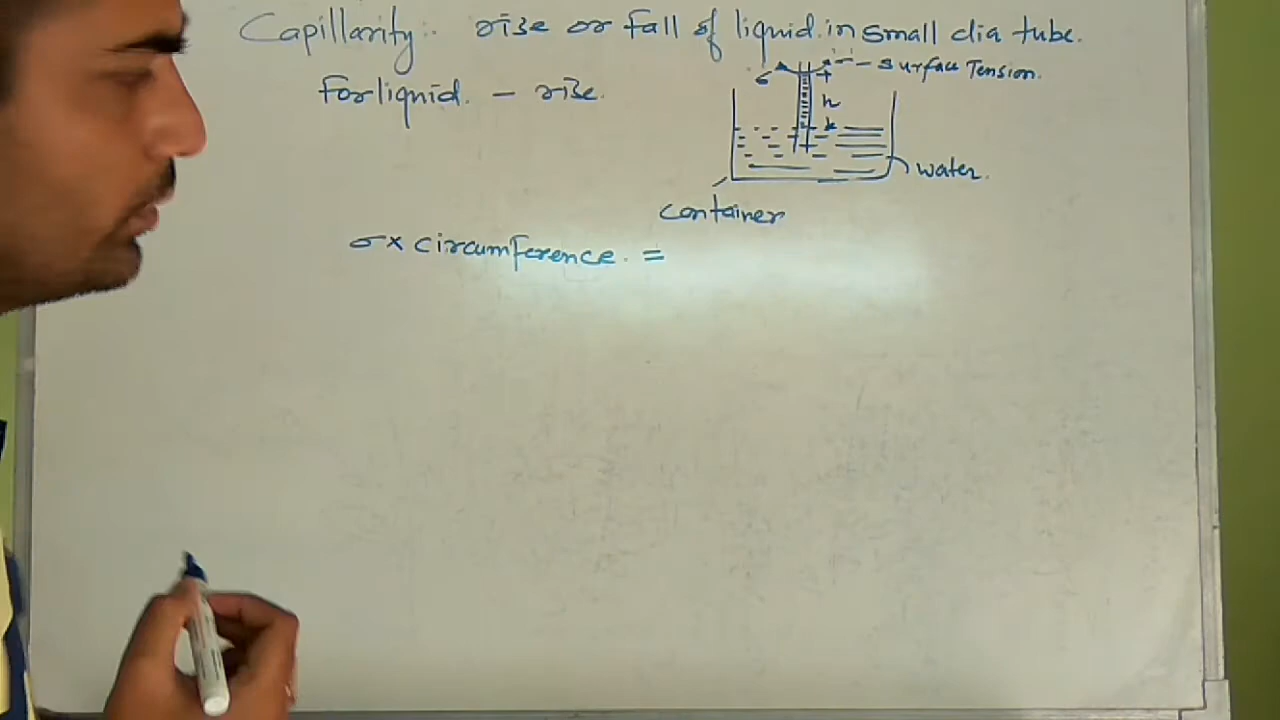 Capillarity: rise or fall of liquid in small dia tube.
For liquid. - rise.
σ - - Surface Tension.
h
water.
container
σ x circumference. =